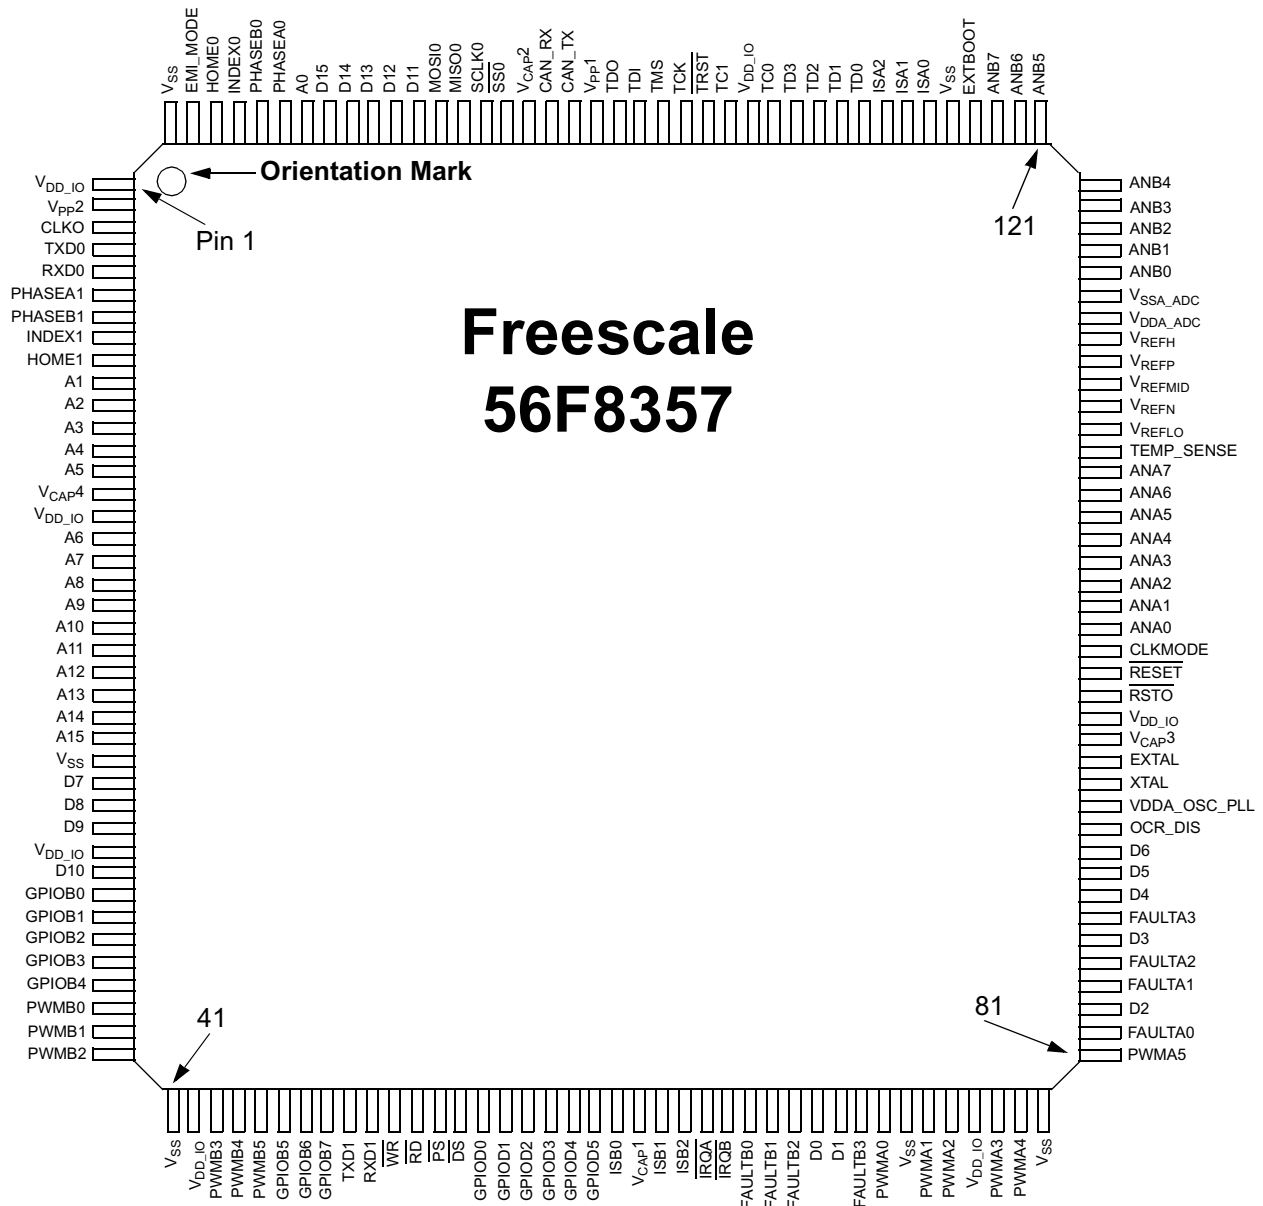 VSS
EMI_MODE
HOME0
INDEX0
PHASEB0
PHASEA0
A0
D15
D14
D13
D12
D11
MOSI0
MISO0
SCLK0
SS0
VCAP2
CAN_RX
CAN_TX
VPP1
TDO
TDI
TMS
TCK
TRST
TC1
VDD_IO
TC0
TD3
TD2
TD1
TD0
ISA2
ISA1
ISA0
VSS
EXTBOOT
ANB7
ANB6
ANB5
Orientation Mark
Pin 1
121
VDD_IO
VPP2
CLKO
TXD0
RXD0
PHASEA1
PHASEB1
INDEX1
HOME1
A1
A2
A3
A4
A5
VCAP4
VDD_IO
A6
A7
A8
A9
A10
A11
A12
A13
A14
A15
VSS
D7
D8
D9
VDD_IO
D10
GPIOB0
GPIOB1
GPIOB2
GPIOB3
GPIOB4
PWMB0
PWMB1
PWMB2
Freescale
56F8357
ANB4
ANB3
ANB2
ANB1
ANB0
VSSA_ADC
VDDA_ADC
VREFH
VREFP
VREFMID
VREFN
VREFLO
TEMP_SENSE
ANA7
ANA6
ANA5
ANA4
ANA3
ANA2
ANA1
ANA0
CLKMODE
RESET
RSTO
VDD_IO
VCAP3
EXTAL
XTAL
VDDA_OSC_PLL
OCR_DIS
D6
D5
D4
FAULTA3
D3
FAULTA2
FAULTA1
D2
FAULTA0
PWMA5
41
81
VSS
VDD_IO
PWMB3
PWMB4
PWMB5
GPIOB5
GPIOB6
GPIOB7
TXD1
RXD1
WR
RD
PS
DS
GPIOD0
GPIOD1
GPIOD2
GPIOD3
GPIOD4
GPIOD5
ISB0
VCAP1
ISB1
ISB2
IRQA
IRQB
FAULTB0
FAULTB1
FAULTB2
D0
D1
FAULTB3
PWMA0
VSS
PWMA1
PWMA2
VDD_IO
PWMA3
PWMA4
VSS